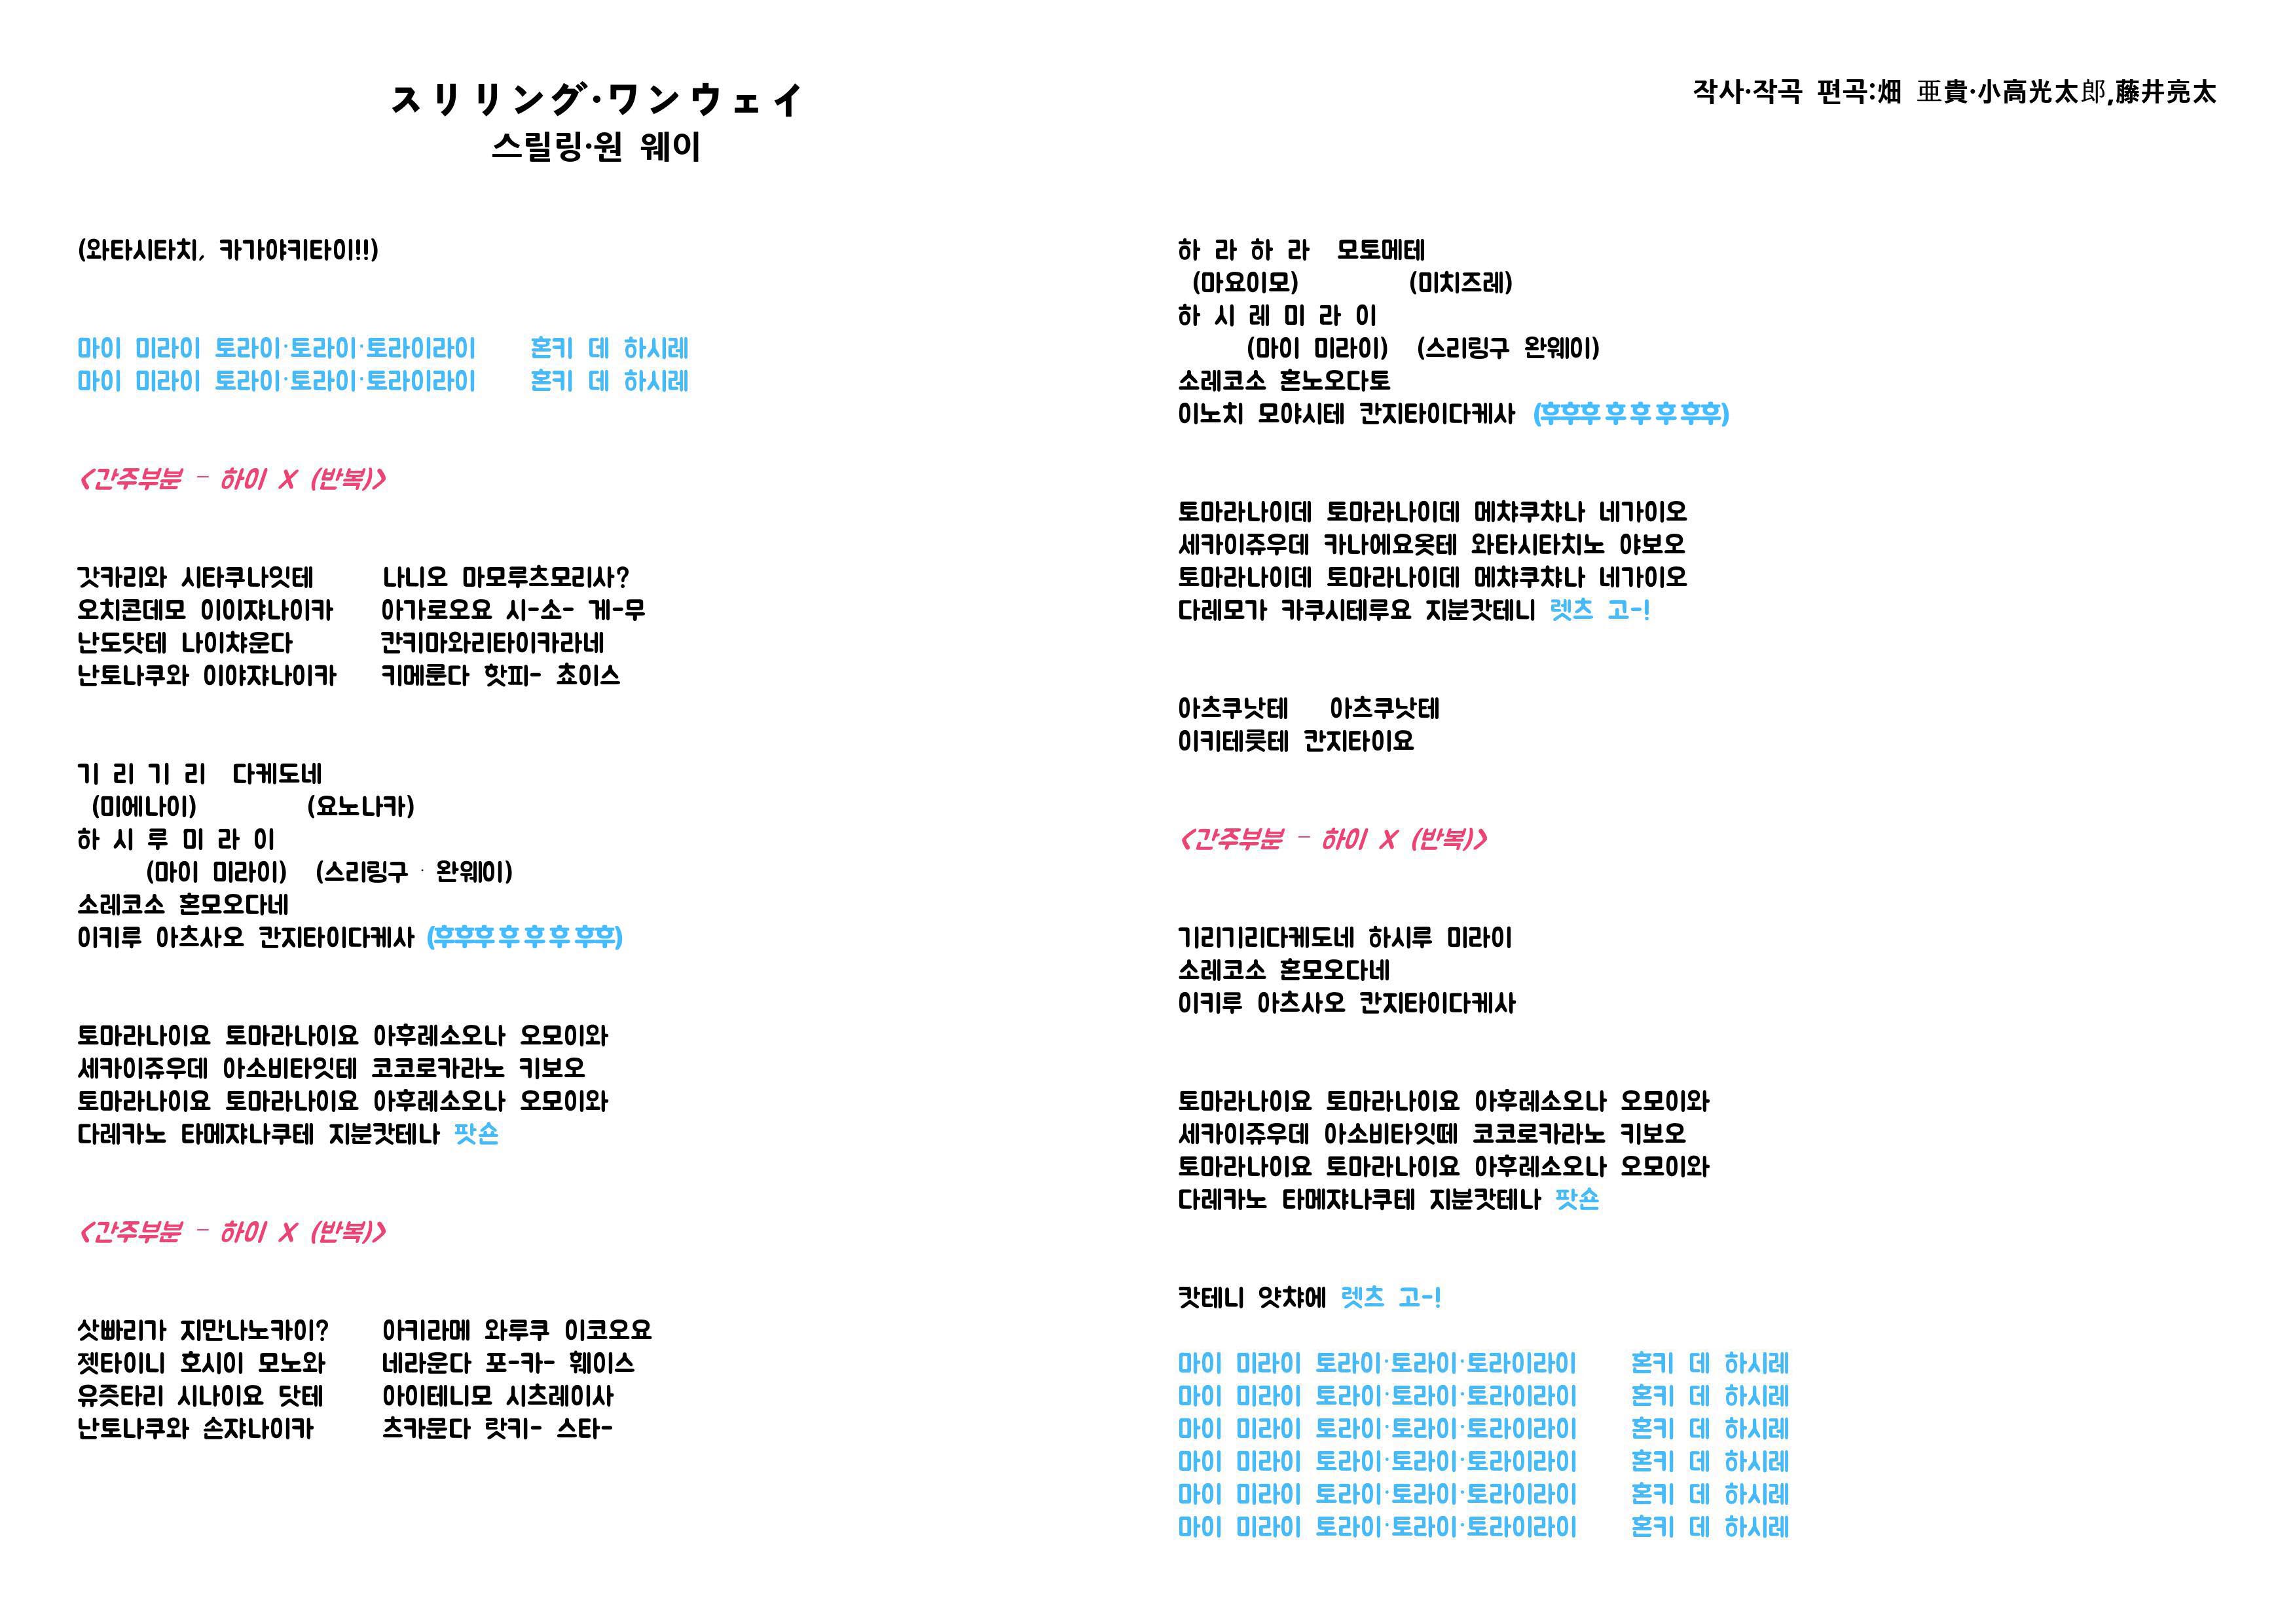 スリリング·ワンウェイ
스릴링·원 웨이
작사·작곡 편곡:畑 亜貴·小高光太郎,藤井亮太
(와타시타치, 카가야키타이!!)
마이 미라이 토라이·토라이·토라이라이 혼키 데 하시레
마이 미라이 토라이·토라이·토라이라이 혼키 데 하시레
<간주부분 - 하이 X (반복)>
갓카리와 시타쿠나잇테 나니오 마모루츠모리사?
오치콘데모 이이쟈나이카 아가로오요 시-소- 게-무
난도닷테 나이챠운다 칸키마와리타이카라네
난토나쿠와 이야쟈나이카 키메룬다 핫피- 쵸이스
기 리 기 리 다케도네
(미에나이) (요노나카)
하 시 루 미 라 이
(마이 미라이) (스리링구 · 완웨이)
소레코소 혼모오다네
이키루 아츠사오 칸지타이다케사 (후후후 후 후 후 후후)
토마라나이요 토마라나이요 아후레소오나 오모이와
세카이쥬우데 아소비타잇테 코코로카라노 키보오
토마라나이요 토마라나이요 아후레소오나 오모이와
다레카노 타메쟈나쿠테 지분캇테나 팟숀
<간주부분 - 하이 X (반복)>
삿빠리가 지만나노카이? 아키라메 와루쿠 이코오요
젯타이니 호시이 모노와 네라운다 포-카- 훼이스
유즛타리 시나이요 닷테 아이테니모 시츠레이사
난토나쿠와 손쟈나이카 츠카문다 랏키- 스타-
하 라 하 라 모토메테
(마요이모) (미치즈레)
하 시 레 미 라 이
(마이 미라이) (스리링구 완웨이)
소레코소 혼노오다토
이노치 모야시테 칸지타이다케사 (후후후 후 후 후 후후)
토마라나이데 토마라나이데 메챠쿠챠나 네가이오
세카이쥬우데 카나에요옷테 와타시타치노 야보오
토마라나이데 토마라나이데 메챠쿠챠나 네가이오
다레모가 카쿠시테루요 지분캇테니 렛츠 고-!
아츠쿠낫테 아츠쿠낫테
이키테룻테 칸지타이요
<간주부분 - 하이 X (반복)>
기리기리다케도네 하시루 미라이
소레코소 혼모오다네
이키루 아츠사오 칸지타이다케사
토마라나이요 토마라나이요 아후레소오나 오모이와
세카이쥬우데 아소비타잇떼 코코로카라노 키보오
토마라나이요 토마라나이요 아후레소오나 오모이와
다레카노 타메쟈나쿠테 지분캇테나 팟숀
캇테니 얏챠에 렛츠 고-!
마이 미라이 토라이·토라이·토라이라이 혼키 데 하시레
마이 미라이 토라이·토라이·토라이라이 혼키 데 하시레
마이 미라이 토라이·토라이·토라이라이 혼키 데 하시레
마이 미라이 토라이·토라이·토라이라이 혼키 데 하시레
마이 미라이 토라이·토라이·토라이라이 혼키 데 하시레
마이 미라이 토라이·토라이·토라이라이 혼키 데 하시레